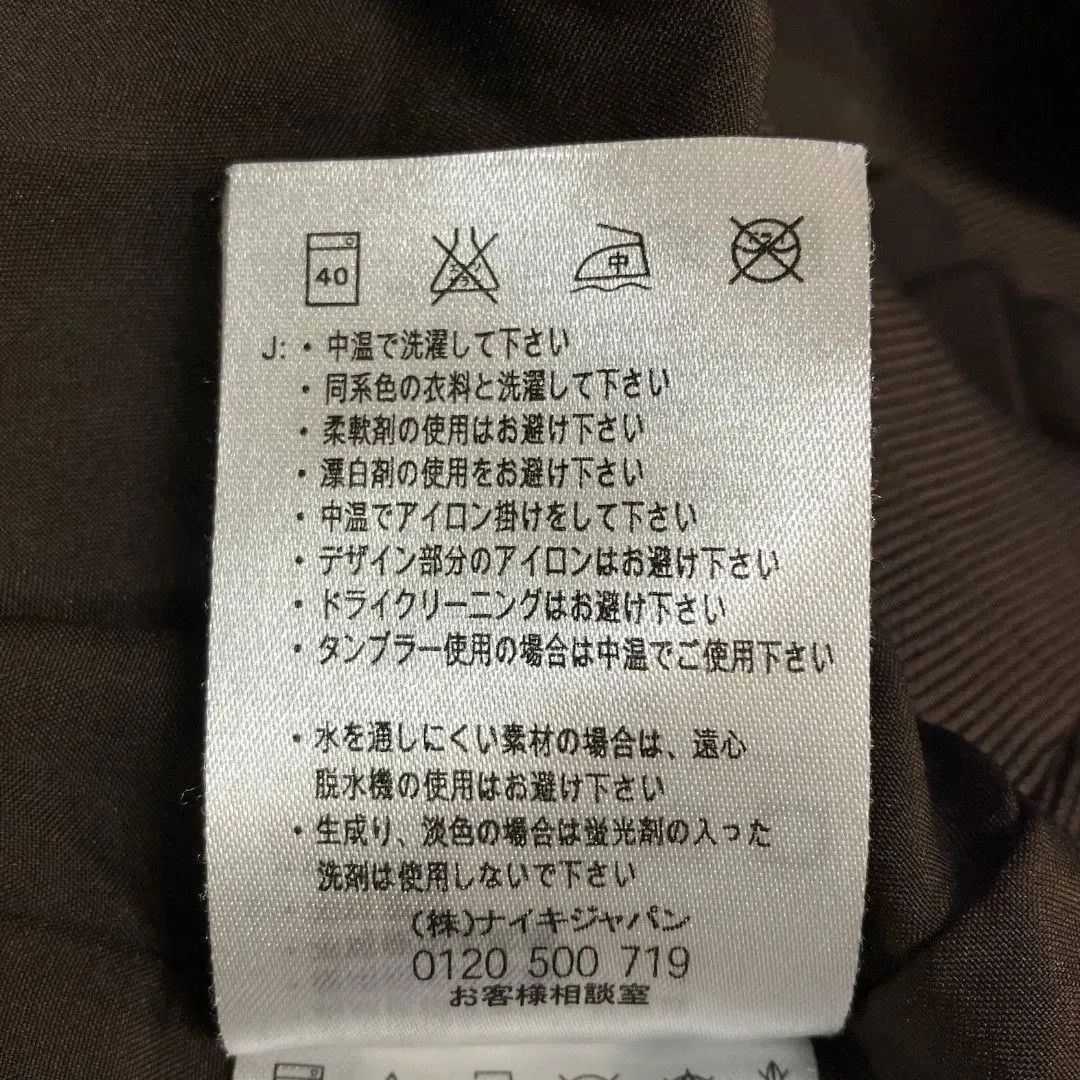 40
中
ドライ
J: ・中温で洗濯して下さい
・同系色の衣料と洗濯して下さい
・柔軟剤の使用はお避け下さい
・漂白剤の使用をお避け下さい
・中温でアイロン掛けをして下さい
・デザイン部分のアイロンはお避け下さい
・ドライクリーニングはお避け下さい
・タンブラー使用の場合は中温でご使用下さい
・水を通しにくい素材の場合は、遠心
脱水機の使用はお避け下さい
・生成り、淡色の場合は蛍光剤の入った
洗剤は使用しないで下さい
(株)ナイキジャパン
0120 500 719
お客様相談室